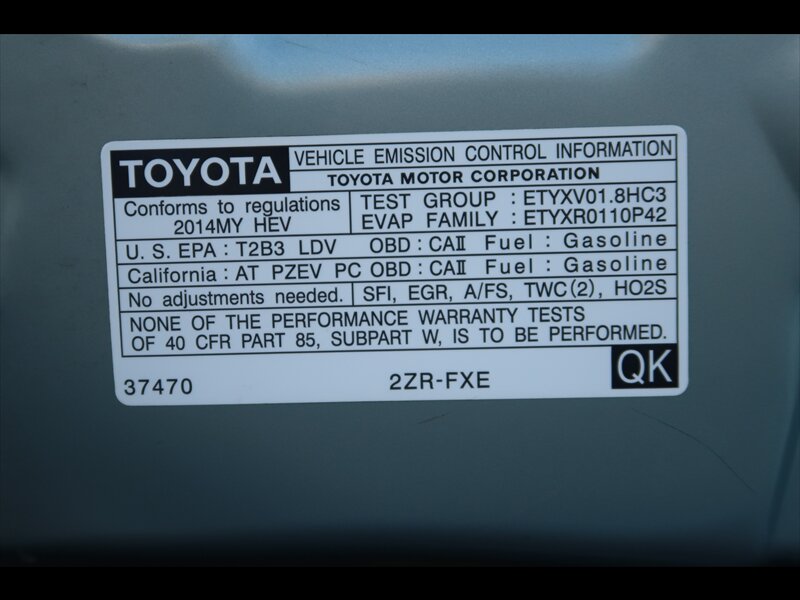 TOYOTA VEHICLE EMISSION CONTROL INFORMATION
TOYOTA MOTOR CORPORATION
Conforms to regulations
2014MY HEV
TEST GROUP : ETYXV01.8HC3
EVAP FAMILY : ETYXR0110P42
U. S. EPA : T2B3 LDV OBD : CAII Fuel : Gasoline
California : AT PZEV PC OBD : CAII Fuel : Gasoline
No adjustments needed. SFI, EGR, A/FS, TWC(2), HO2S
NONE OF THE PERFORMANCE WARRANTY TESTS
OF 40 CFR PART 85, SUBPART W, IS TO BE PERFORMED.
37470 2ZR-FXE QK